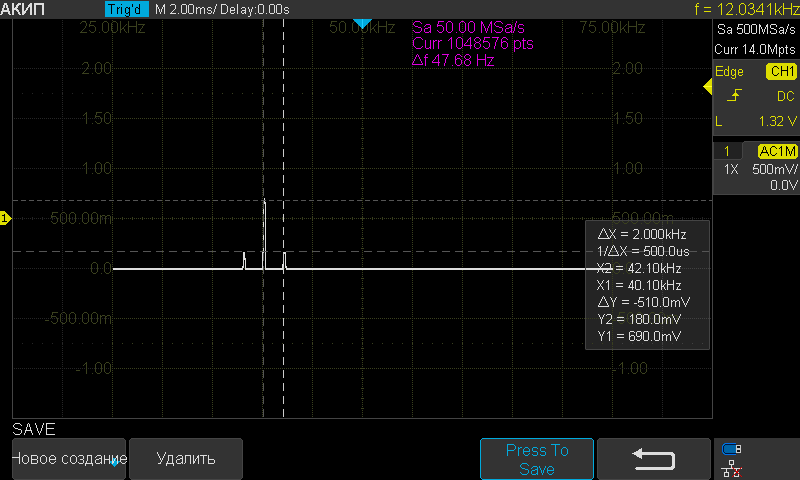 АКИП Trig'd M 2.00ms/ Delay:0.00s f = 12.0341kHz
25.00kHz 50.00kHz 75.00kHz
Sa 50.00 MSa/s
Curr 1048576 pts
Δf 47.68 Hz
Sa 500MSa/s
Curr 14.0Mpts
Edge CH1
DC
L 1.32 V
1 AC1M
1X 500mV/
0.0V
2.00 2.00
1.50 1.50
1.00 1.00
1 500.00m 500.00m
0.0
-500.00m
-1.00 -1.00
ΔX = 2.000kHz
1/ΔX = 500.0us
X2 = 42.10kHz
X1 = 40.10kHz
ΔY = -510.0mV
Y2 = 180.0mV
Y1 = 690.0mV
SAVE
Новое создание
Удалить
Press To
Save